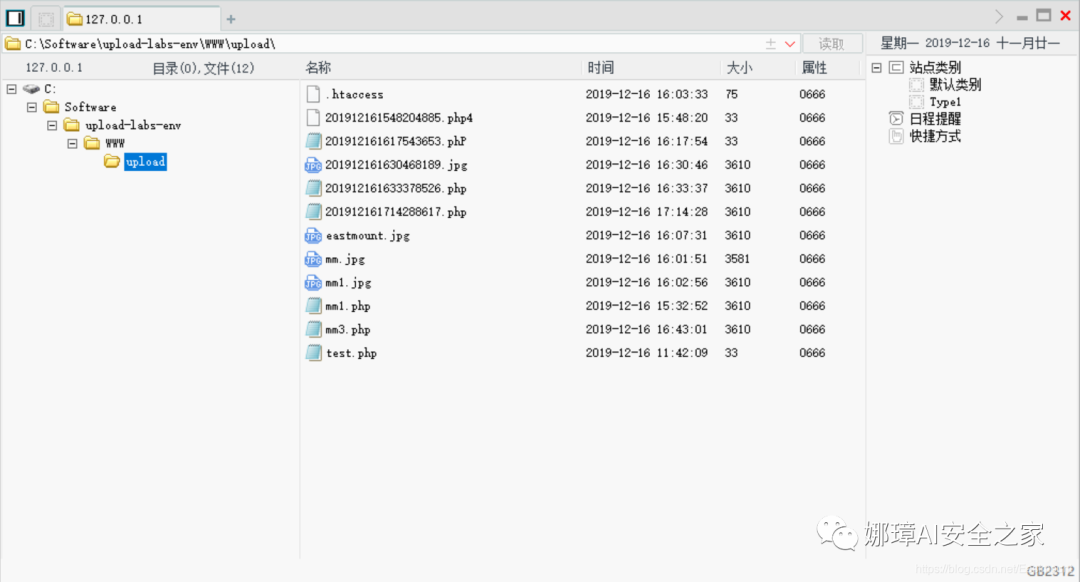 127.0.0.1
C:\Software\upload-labs-env\WWW\upload\ 读取 星期一 2019-12-16 十一月廿一
127.0.0.1 目录(0),文件(12) 名称 时间 大小 属性 站点类别
C: .htaccess 2019-12-16 16:03:33 75 0666 默认类别
Software 201912161548204885.php4 2019-12-16 15:48:20 33 0666 Type1
upload-labs-env 201912161617543653.phP 2019-12-16 16:17:54 33 0666 日程提醒
WWW 201912161630468189.jpg 2019-12-16 16:30:46 3610 0666 快捷方式
upload 201912161633378526.php 2019-12-16 16:33:37 3610 0666
201912161714288617.php 2019-12-16 17:14:28 3610 0666
eastmount.jpg 2019-12-16 16:07:31 3610 0666
mm.jpg 2019-12-16 16:01:51 3581 0666
mm1.jpg 2019-12-16 16:02:56 3610 0666
mm1.php 2019-12-16 15:32:52 3610 0666
mm3.php 2019-12-16 16:43:01 3610 0666
test.php 2019-12-16 11:42:09 33 0666
娜璋AI安全之家
GB2312